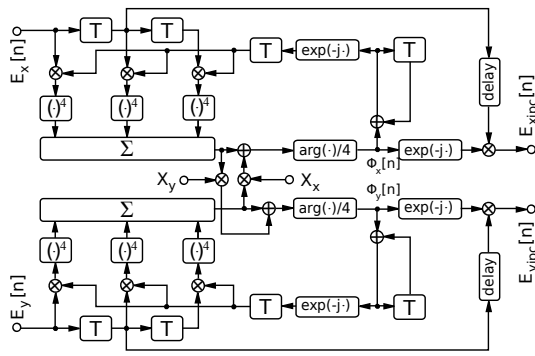 E_x[n]
T
T
T
exp(-j·)
T
(·)⁴
(·)⁴
(·)⁴
delay
E_xinc[n]
Σ
arg(·)/4
exp(-j·)
Φ_x[n]
X_y
X_x
Φ_y[n]
Σ
arg(·)/4
exp(-j·)
(·)⁴
(·)⁴
(·)⁴
delay
E_yinc[n]
T
exp(-j·)
T
E_y[n]
T
T